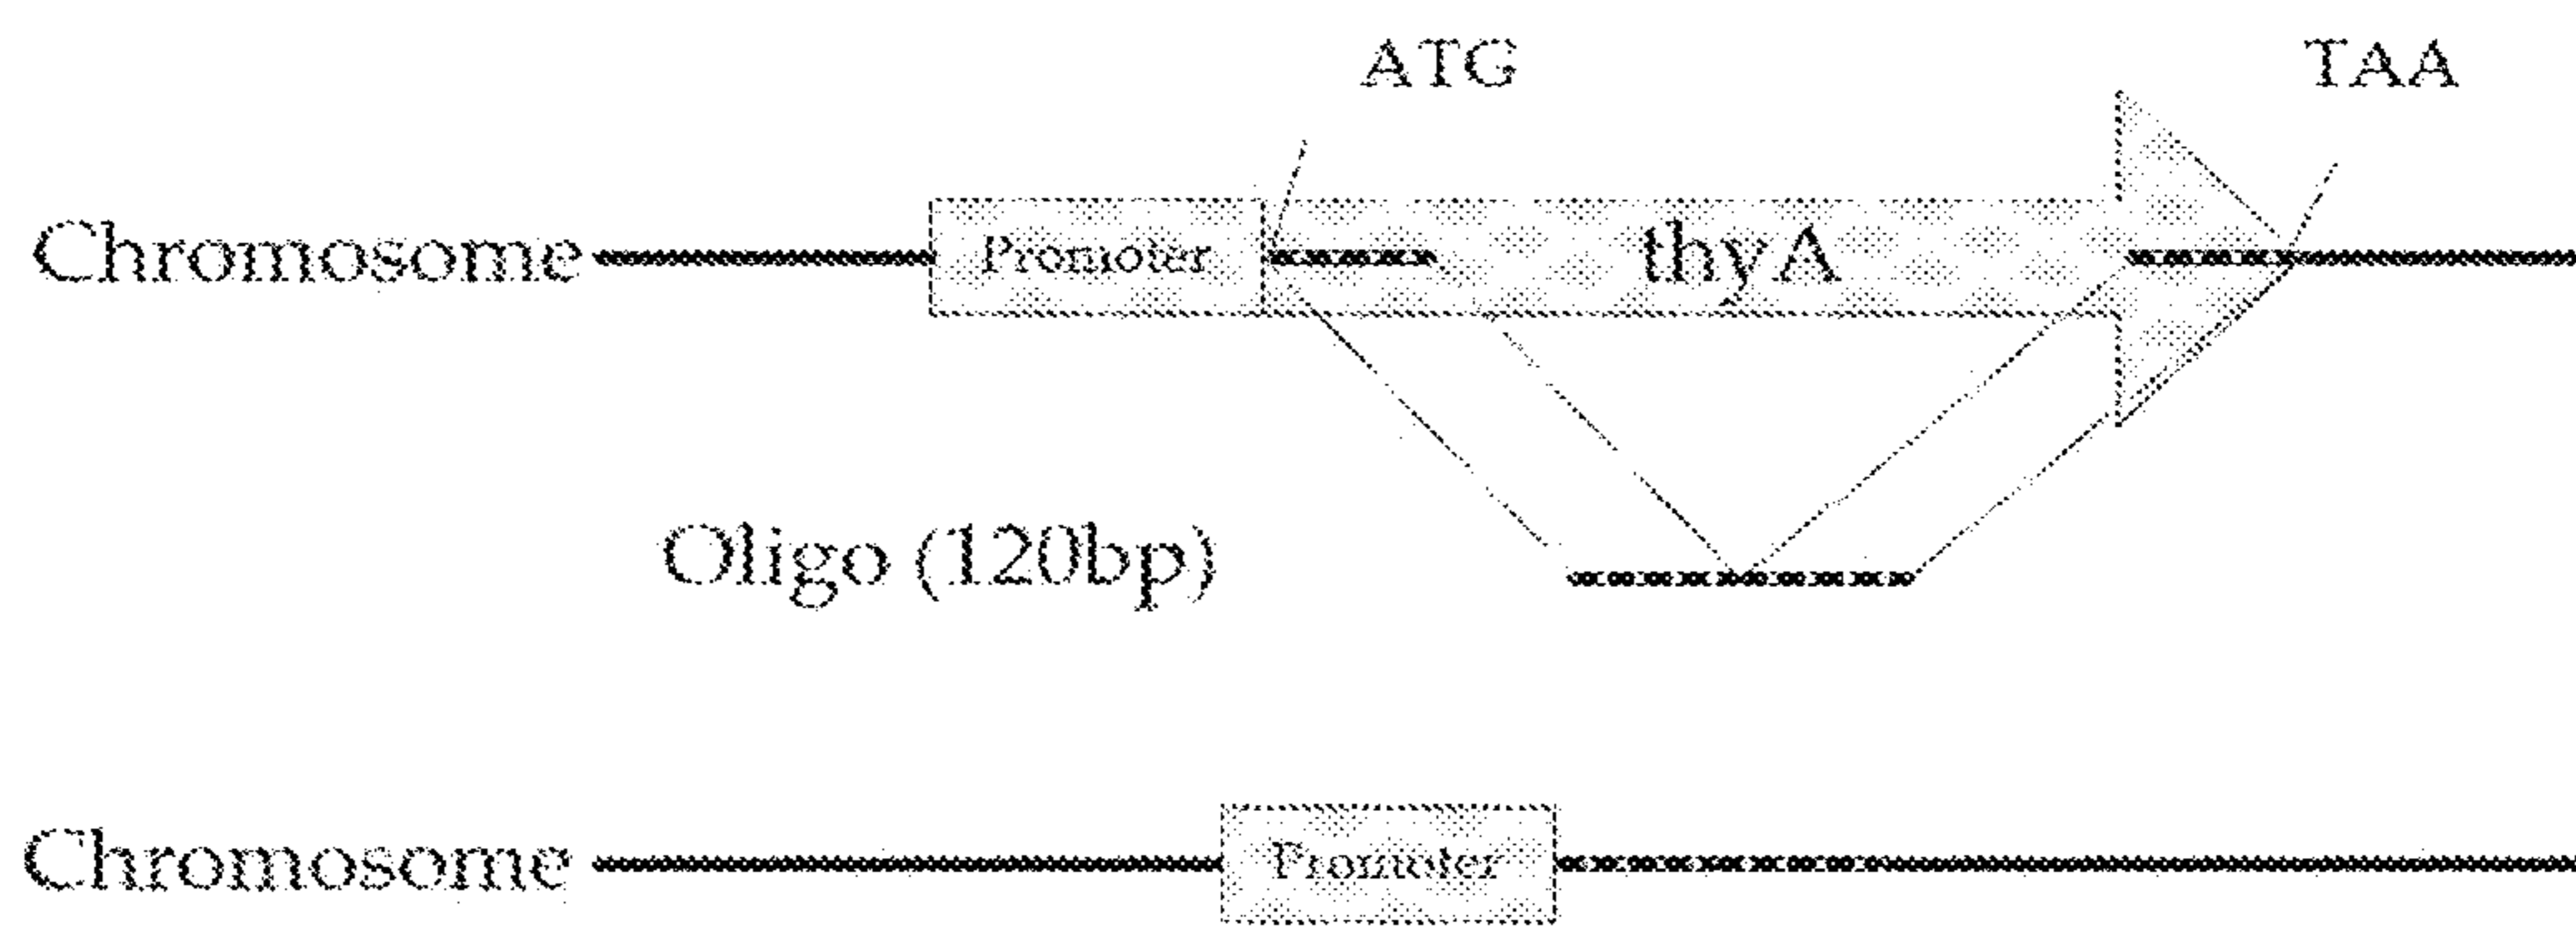 ATG
TAA
Chromosome
Promoter
thyA
Oligo (120bp)
Chromosome
Promoter